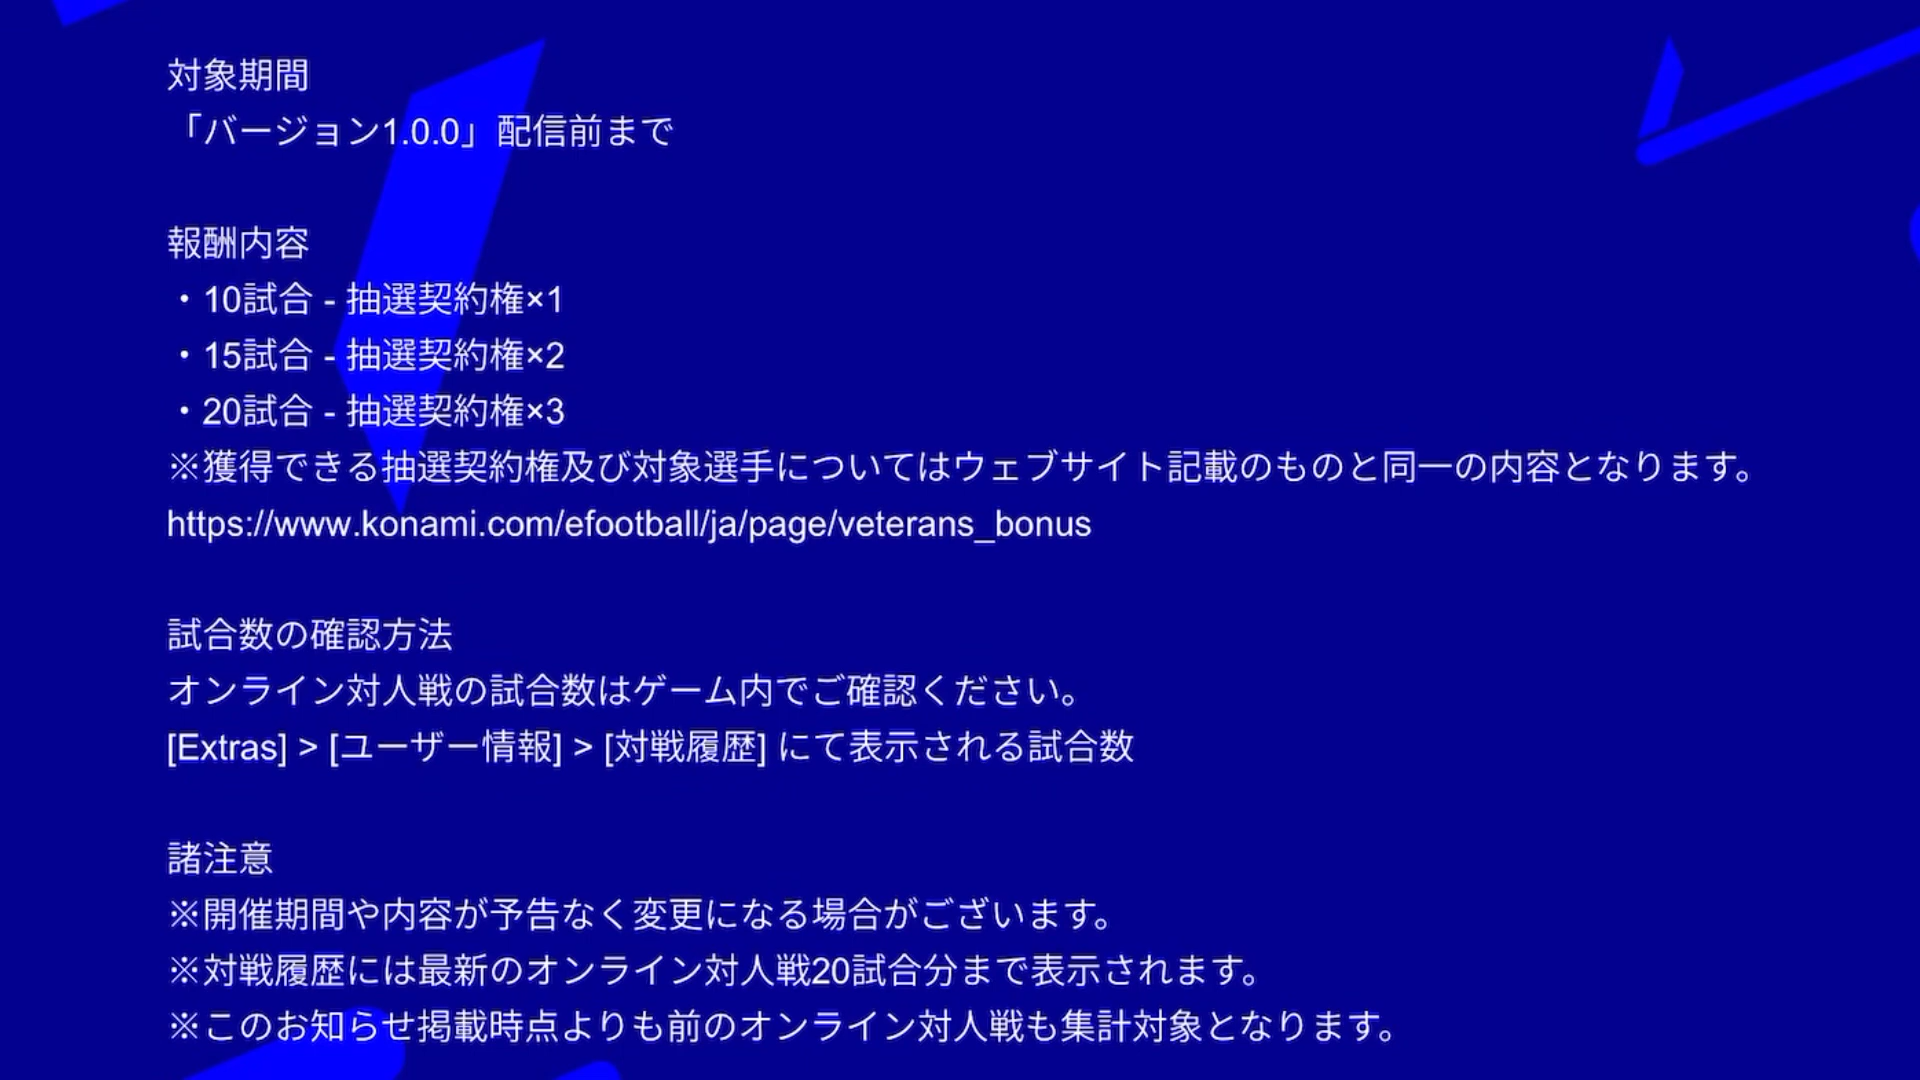 対象期間
「バージョン1.0.0」配信前まで
報酬内容
・10試合 - 抽選契約権×1
・15試合 - 抽選契約権×2
・20試合 - 抽選契約権×3
※獲得できる抽選契約権及び対象選手についてはウェブサイト記載のものと同一の内容となります。
https://www.konami.com/efootball/ja/page/veterans_bonus
試合数の確認方法
オンライン対人戦の試合数はゲーム内でご確認ください。
[Extras] > [ユーザー情報] > [対戦履歴] にて表示される試合数
諸注意
※開催期間や内容が予告なく変更になる場合がございます。
※対戦履歴には最新のオンライン対人戦20試合分まで表示されます。
※このお知らせ掲載時点よりも前のオンライン対人戦も集計対象となります。